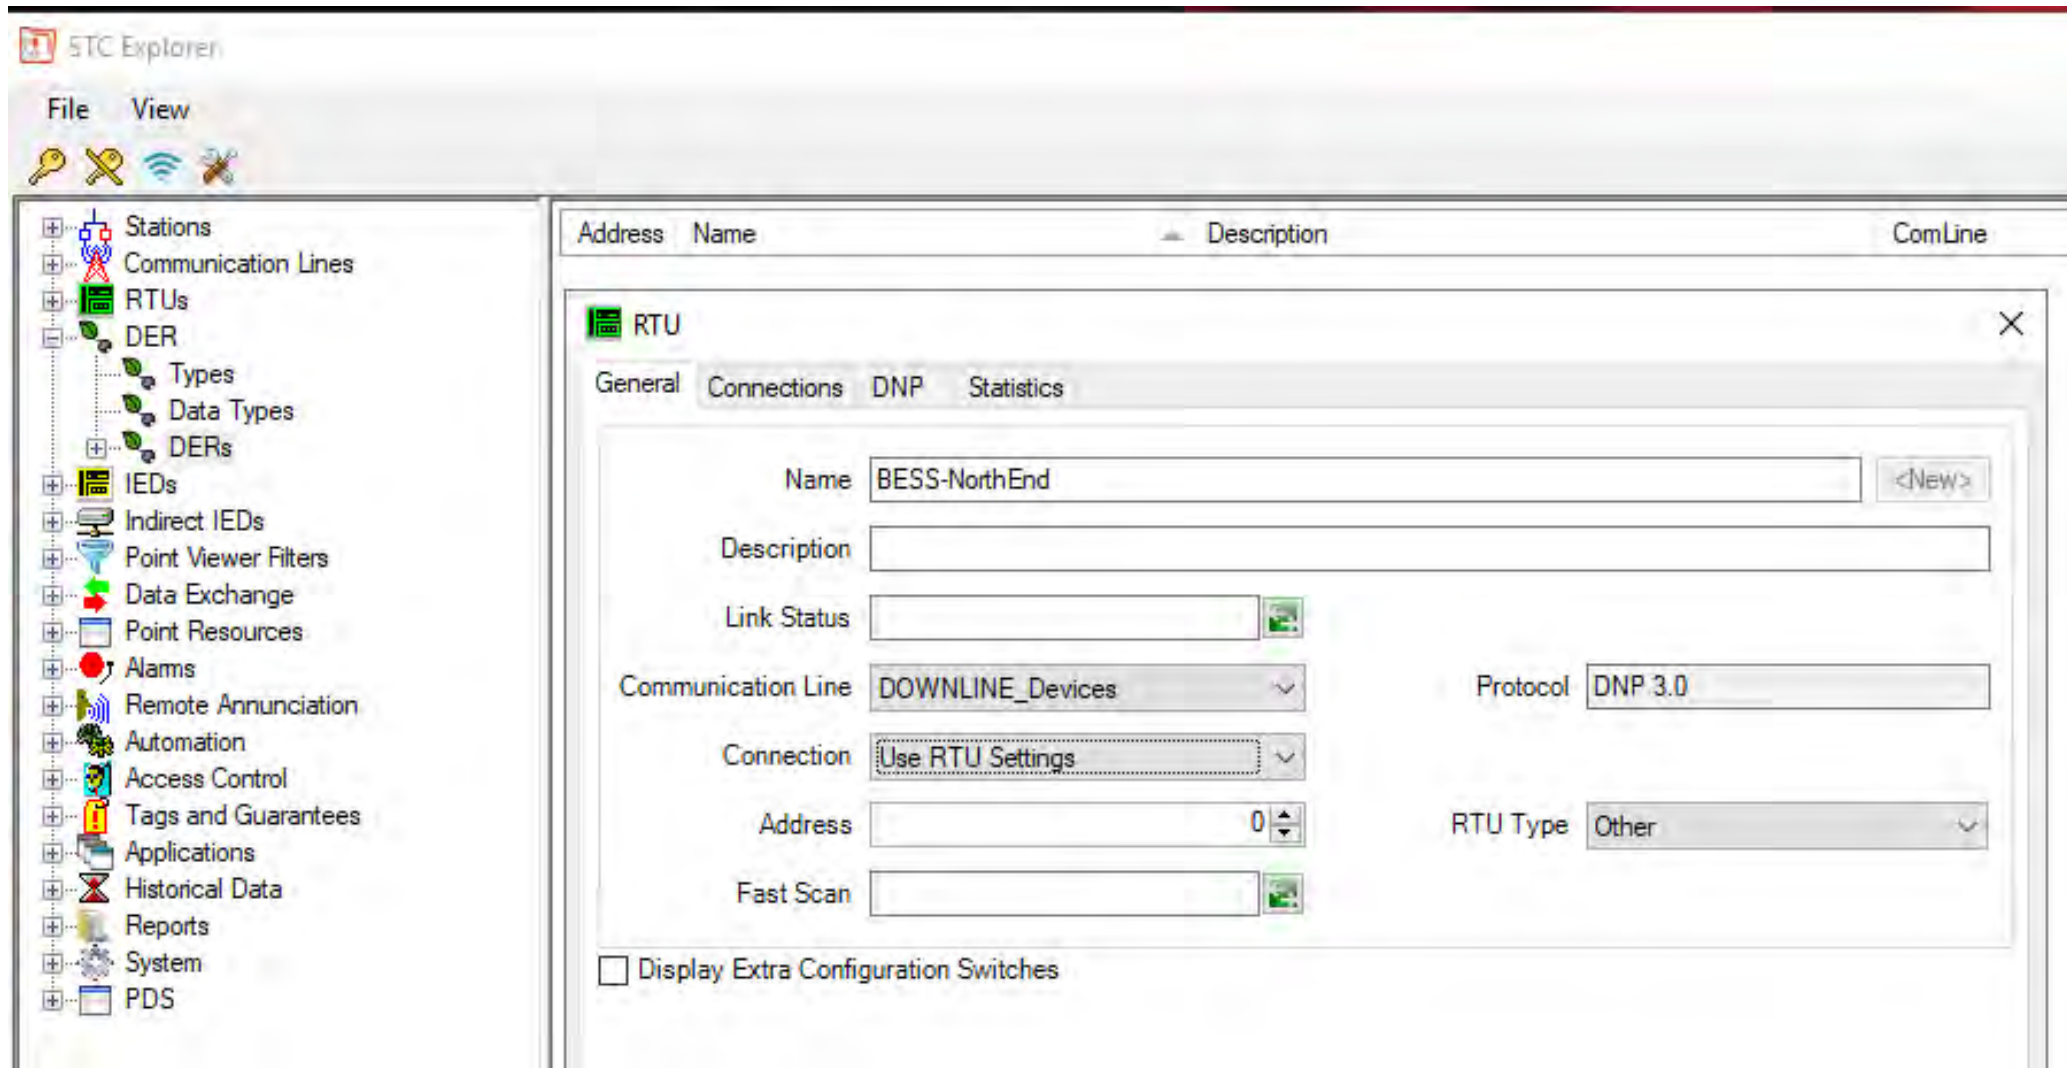 STC Explorer
File View
Stations
Communication Lines
RTUs
DER
Types
Data Types
DERs
IEDs
Indirect IEDs
Point Viewer Filters
Data Exchange
Point Resources
Alarms
Remote Annunciation
Automation
Access Control
Tags and Guarantees
Applications
Historical Data
Reports
System
PDS
Address Name Description ComLine
RTU
General Connections DNP Statistics
Name BESS-NorthEnd <New>
Description
Link Status
Communication Line DOWNLINE_Devices Protocol DNP 3.0
Connection Use RTU Settings
Address 0 RTU Type Other
Fast Scan
Display Extra Configuration Switches